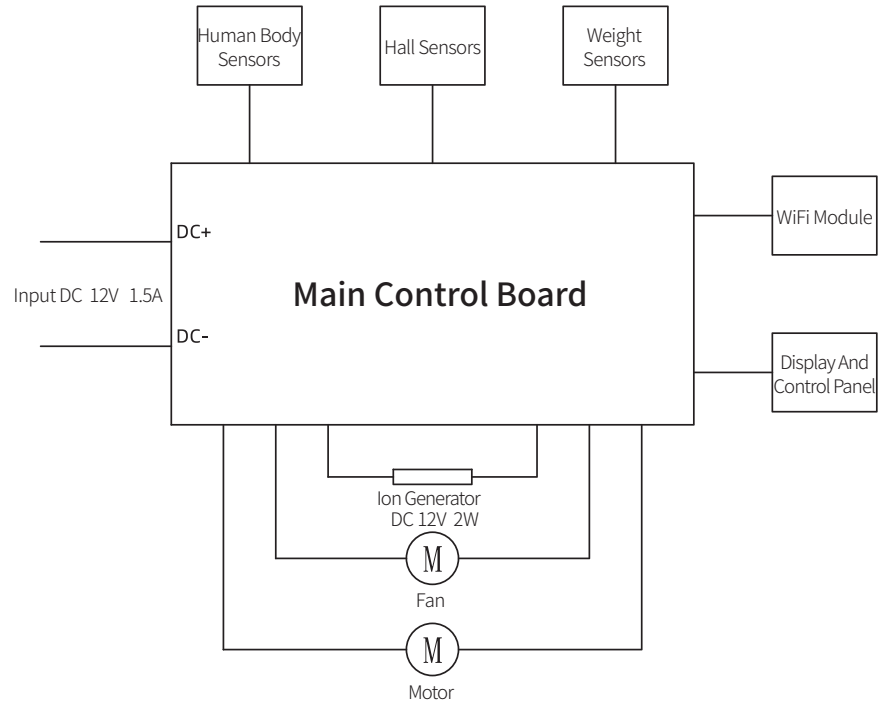 Human Body
Sensors
Hall Sensors
Weight
Sensors
WiFi Module
DC+
Input DC 12V 1.5A
Main Control Board
DC-
Display And
Control Panel
Ion Generator
DC 12V 2W
M
Fan
M
Motor